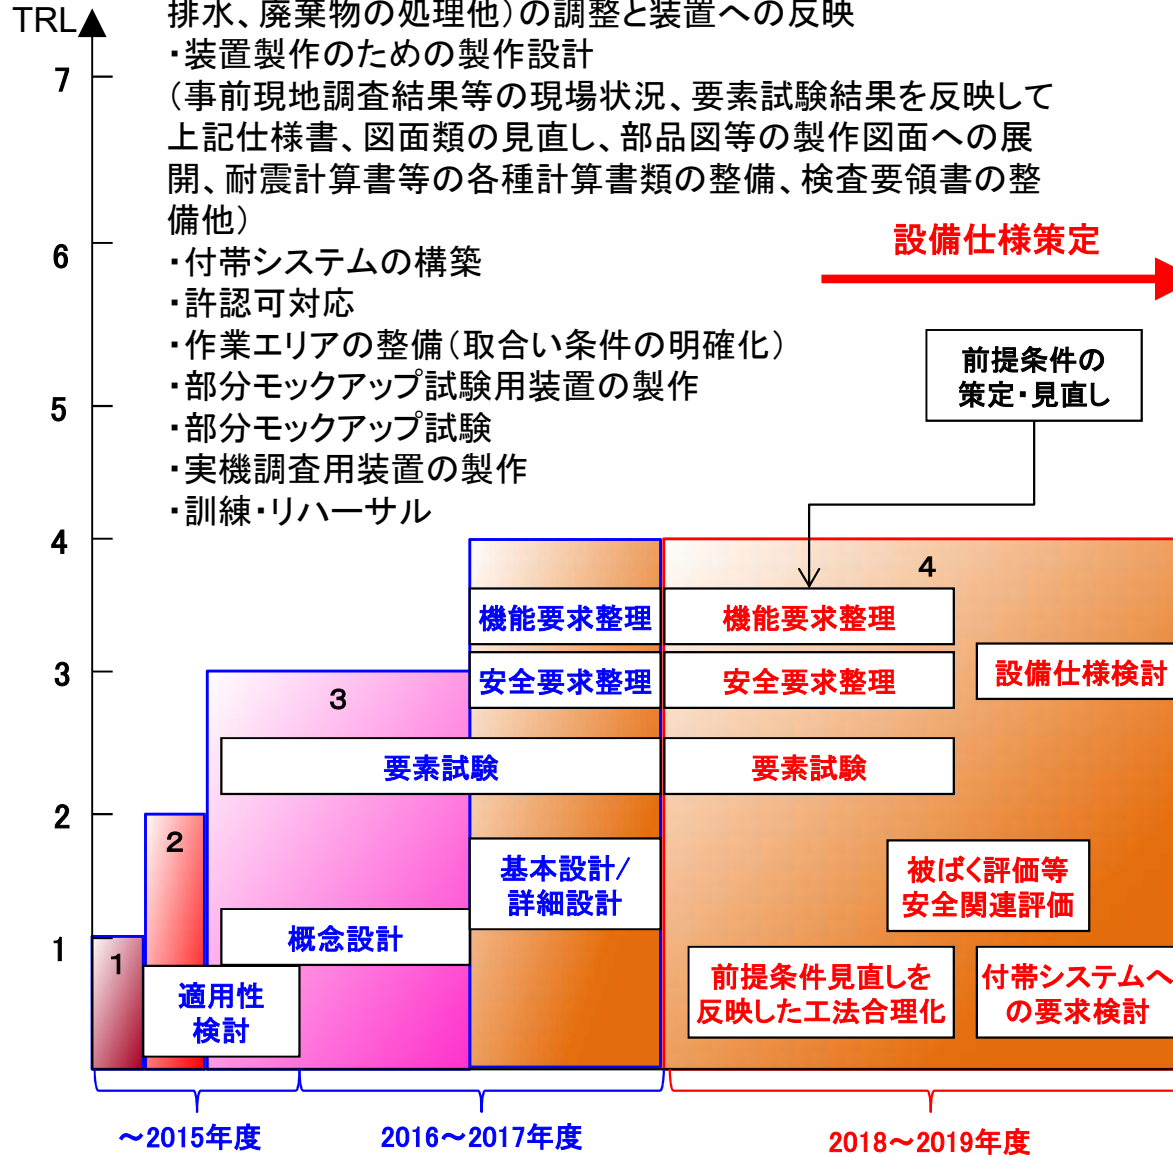 TRL
排水、廃棄物の処理他)の調整と装置への反映
・装置製作のための製作設計
(事前現地調査結果等の現場状況、要素試験結果を反映して
上記仕様書、図面類の見直し、部品図等の製作図面への展
開、耐震計算書等の各種計算書類の整備、検査要領書の整
備他)
・付帯システムの構築
・許認可対応
・作業エリアの整備(取合い条件の明確化)
・部分モックアップ試験用装置の製作
・部分モックアップ試験
・実機調査用装置の製作
・訓練・リハーサル
7
6
5
4
3
2
1
設備仕様策定
前提条件の
策定・見直し
4
機能要求整理
機能要求整理
安全要求整理
安全要求整理
設備仕様検討
3
要素試験
要素試験
2
基本設計/
詳細設計
被ばく評価等
安全関連評価
概念設計
1
適用性
検討
前提条件見直しを
反映した工法合理化
付帯システムへ
の要求検討
～2015年度
2016～2017年度
2018～2019年度